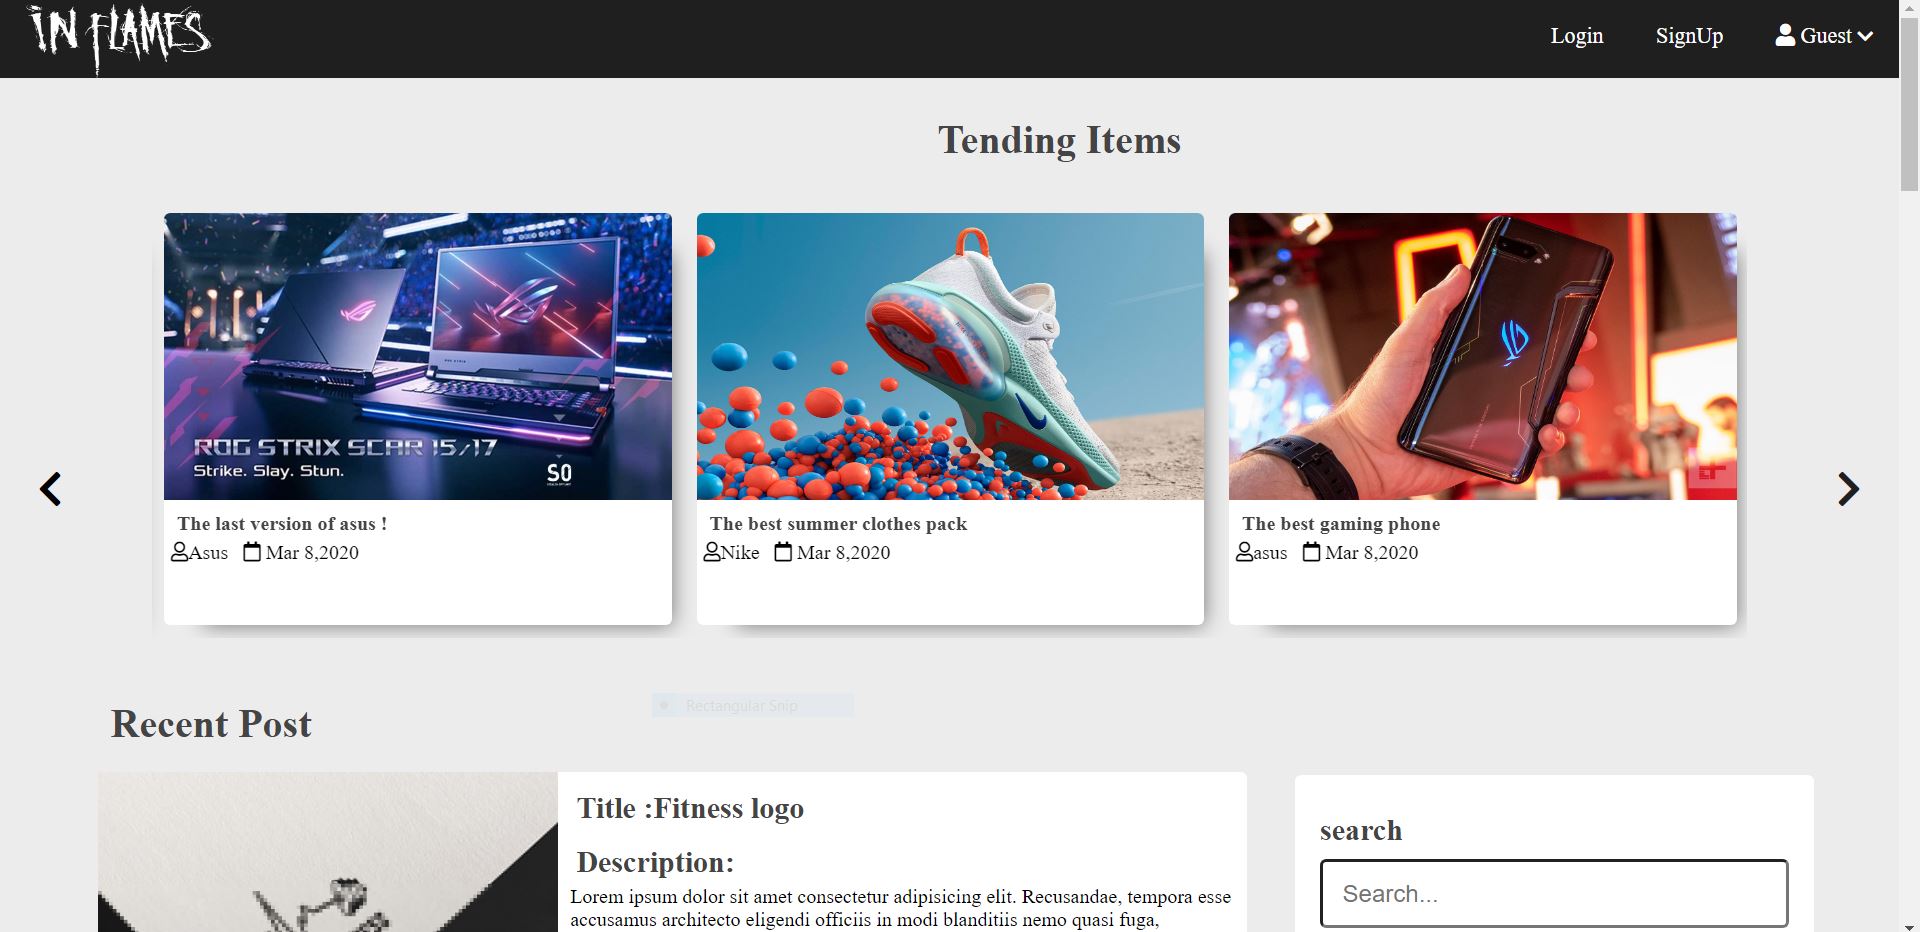 IN FLAMES
Login SignUp Guest
Tending Items
ROG STRIX SCAR 15/17
Strike. Slay. Stun.
SO
The last version of asus !
Asus Mar 8,2020
The best summer clothes pack
Nike Mar 8,2020
ET
The best gaming phone
asus Mar 8,2020
Rectangular Snip
Recent Post
Title :Fitness logo
Description:
Lorem ipsum dolor sit amet consectetur adipisicing elit. Recusandae, tempora esse
accusamus architecto eligendi officiis in modi blanditiis nemo quasi fuga,
search
Search...